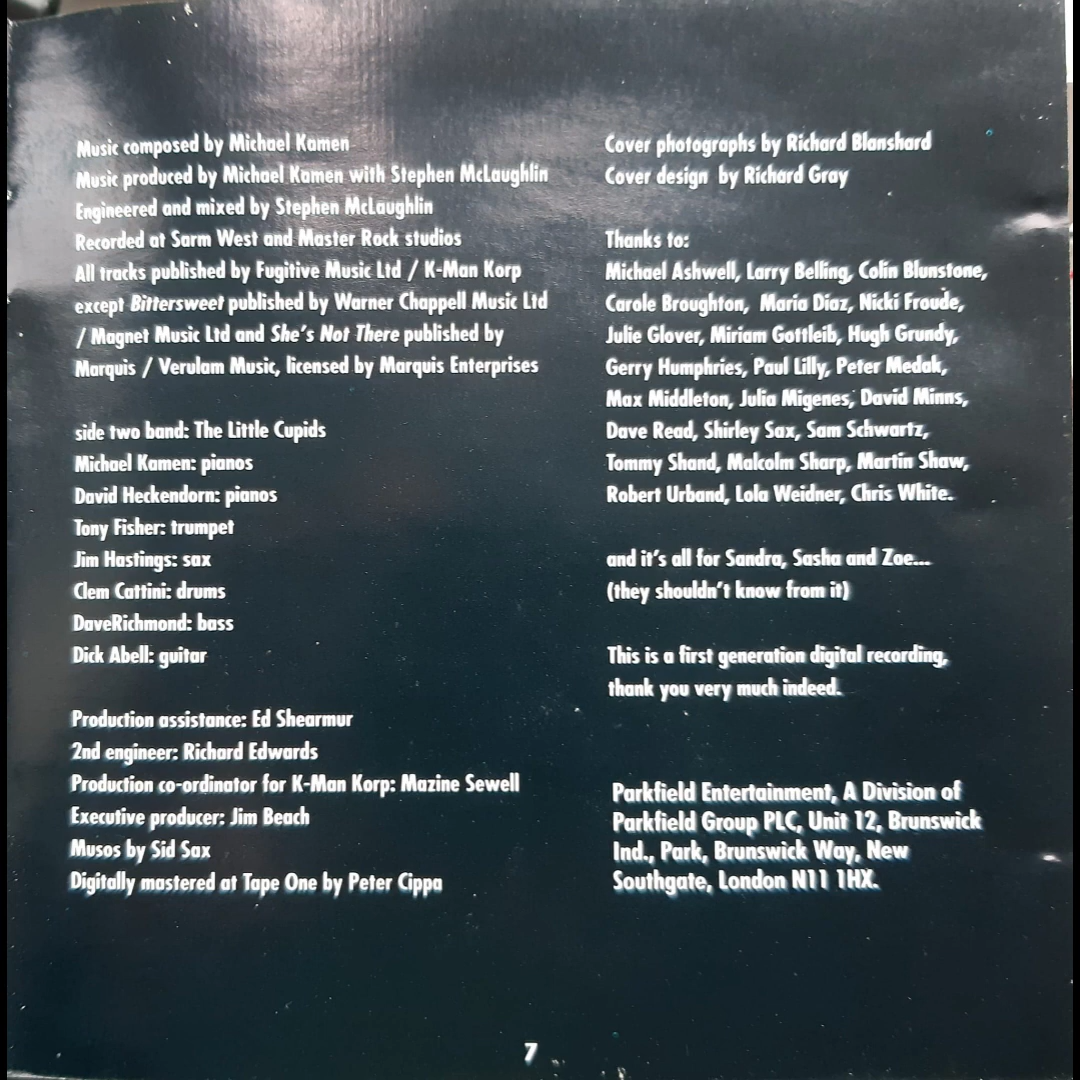 Music composed by Michael Kamen
Music produced by Michael Kamen with Stephen McLaughlin
Engineered and mixed by Stephen McLaughlin
Recorded at Sarm West and Master Rock studios
All tracks published by Fugitive Music Ltd / K-Man Korp
except Bittersweet published by Warner Chappell Music Ltd
/ Magnet Music Ltd and She's Not There published by
Marquis / Verulam Music, licensed by Marquis Enterprises
side two band: The Little Cupids
Michael Kamen: pianos
David Heckendorn: pianos
Tony Fisher: trumpet
Jim Hastings: sax
Clem Cattini: drums
DaveRichmond: bass
Dick Abell: guitar
Production assistance: Ed Shearmur
2nd engineer: Richard Edwards
Production co-ordinator for K-Man Korp: Mazine Sewell
Executive producer: Jim Beach
Musos by Sid Sax
Digitally mastered at Tape One by Peter Cippa
Cover photographs by Richard Blanshard
Cover design by Richard Gray
Thanks to:
Michael Ashwell, Larry Belling, Colin Blunstone,
Carole Broughton, Maria Diaz, Nicki Froude,
Julie Glover, Miriam Gottleib, Hugh Grundy,
Gerry Humphries, Paul Lilly, Peter Medak,
Max Middleton, Julia Migenes, David Minns,
Dave Read, Shirley Sax, Sam Schwartz,
Tommy Shand, Malcolm Sharp, Martin Shaw,
Robert Urband, Lola Weidner, Chris White.
and it's all for Sandra, Sasha and Zoe...
(they shouldn't know from it)
This is a first generation digital recording,
thank you very much indeed.
Parkfield Entertainment, A Division of
Parkfield Group PLC, Unit 12, Brunswick
Ind., Park, Brunswick Way, New
Southgate, London N11 1HX.
7